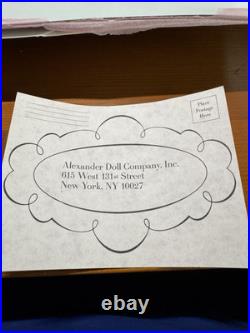 Place
Postage
Here
Alexander Doll Company, Inc.
615 West 131st Street
New York, NY 10027